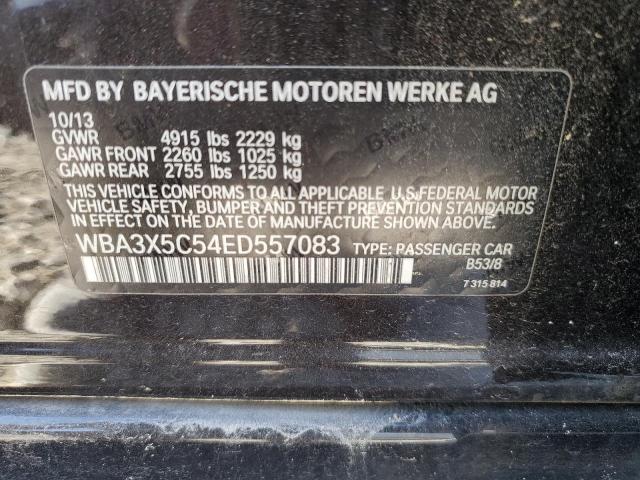 MFD BY BAYERISCHE MOTOREN WERKE AG
10/13
GVWR 4915 lbs 2229 kg
GAWR FRONT 2260 lbs 1025 kg
GAWR REAR 2755 lbs 1250 kg
THIS VEHICLE CONFORMS TO ALL APPLICABLE U.S. FEDERAL MOTOR
VEHICLE SAFETY, BUMPER AND THEFT PREVENTION STANDARDS
IN EFFECT ON THE DATE OF MANUFACTURE SHOWN ABOVE.
WBA3X5C54ED557083 TYPE: PASSENGER CAR
B53/8
7 315 814